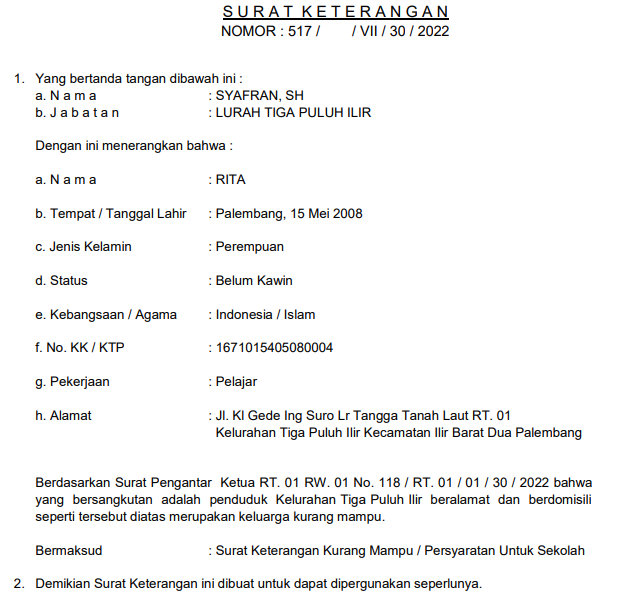 S U R A T  K E T E R A N G A N
NOMOR : 517 /        / VII / 30 / 2022
1. Yang bertanda tangan dibawah ini :
a. N a m a : SYAFRAN, SH
b. J a b a t a n : LURAH TIGA PULUH ILIR
Dengan ini menerangkan bahwa :
a. N a m a : RITA
b. Tempat / Tanggal Lahir : Palembang, 15 Mei 2008
c. Jenis Kelamin : Perempuan
d. Status : Belum Kawin
e. Kebangsaan / Agama : Indonesia / Islam
f. No. KK / KTP : 1671015405080004
g. Pekerjaan : Pelajar
h. Alamat : Jl. KI Gede Ing Suro Lr Tangga Tanah Laut RT. 01
Kelurahan Tiga Puluh Ilir Kecamatan Ilir Barat Dua Palembang
Berdasarkan Surat Pengantar Ketua RT. 01 RW. 01 No. 118 / RT. 01 / 01 / 30 / 2022 bahwa
yang bersangkutan adalah penduduk Kelurahan Tiga Puluh Ilir beralamat dan berdomisili
seperti tersebut diatas merupakan keluarga kurang mampu.
Bermaksud : Surat Keterangan Kurang Mampu / Persyaratan Untuk Sekolah
2. Demikian Surat Keterangan ini dibuat untuk dapat dipergunakan seperlunya.